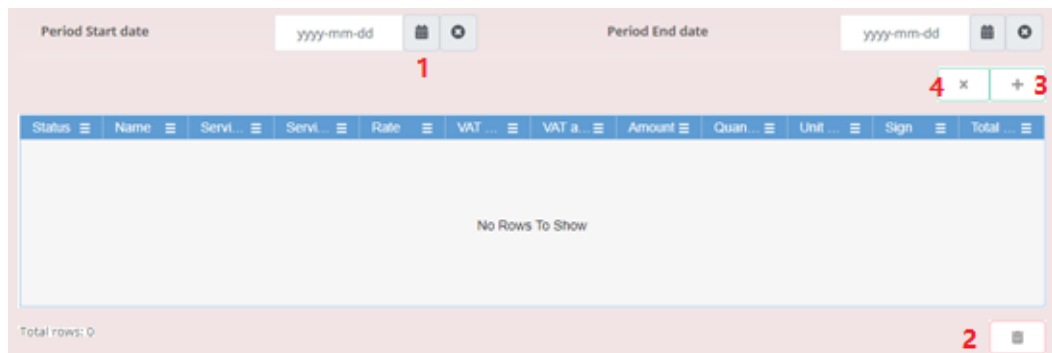 Period Start date yyyy-mm-dd Period End date yyyy-mm-dd
1
4 3
Status Name Servi... Servi... Rate VAT ... VAT a... Amount Quan... Unit ... Sign Total ...
No Rows To Show
Total rows: 0
2